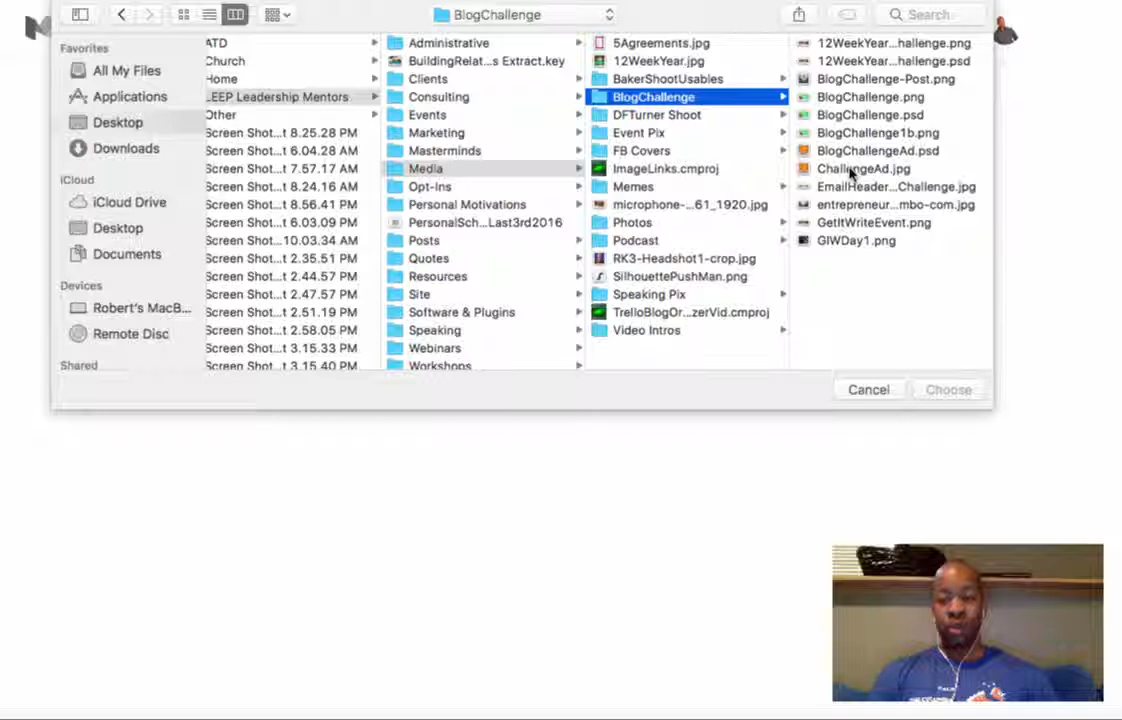 BlogChallenge
Search
Favorites
All My Files
Applications
Desktop
Downloads
iCloud
iCloud Drive
Desktop
Documents
Devices
Robert's MacB...
Remote Disc
Shared
ATD
Church
Home
LEEP Leadership Mentors
Other
Screen Shot...t 8.25.28 PM
Screen Shot...t 6.04.28 AM
Screen Shot...t 7.57.17 AM
Screen Shot...t 8.24.16 AM
Screen Shot...t 8.56.41 PM
Screen Shot...t 6.03.09 PM
Screen Shot...10.03.34 AM
Screen Shot...t 2.35.51 PM
Screen Shot...t 2.44.57 PM
Screen Shot...t 2.47.57 PM
Screen Shot...t 2.51.19 PM
Screen Shot...t 2.58.05 PM
Screen Shot...t 3.15.33 PM
Screen Shot...t 3.15.40 PM
Administrative
BuildingRelat...s Extract.key
Clients
Consulting
Events
Marketing
Masterminds
Media
Opt-Ins
Personal Motivations
PersonalSch...Last3rd2016
Posts
Quotes
Resources
Site
Software & Plugins
Speaking
Webinars
Workshops
5Agreements.jpg
12WeekYear.jpg
BakerShootUsables
BlogChallenge
DFTurner Shoot
Event Pix
FB Covers
ImageLinks.cmproj
Memes
microphone-...61_1920.jpg
Photos
Podcast
RK3-Headshot1-crop.jpg
SilhouettePushMan.png
Speaking Pix
TrelloBlogOr...zerVid.cmproj
Video Intros
12WeekYear...hallenge.png
12WeekYear...hallenge.psd
BlogChallenge-Post.png
BlogChallenge.png
BlogChallenge.psd
BlogChallenge1b.png
BlogChallengeAd.psd
ChallengeAd.jpg
EmailHeader...Challenge.jpg
entrepreneur...mbo-com.jpg
GetItWriteEvent.png
GIWDay1.png
Cancel
Choose